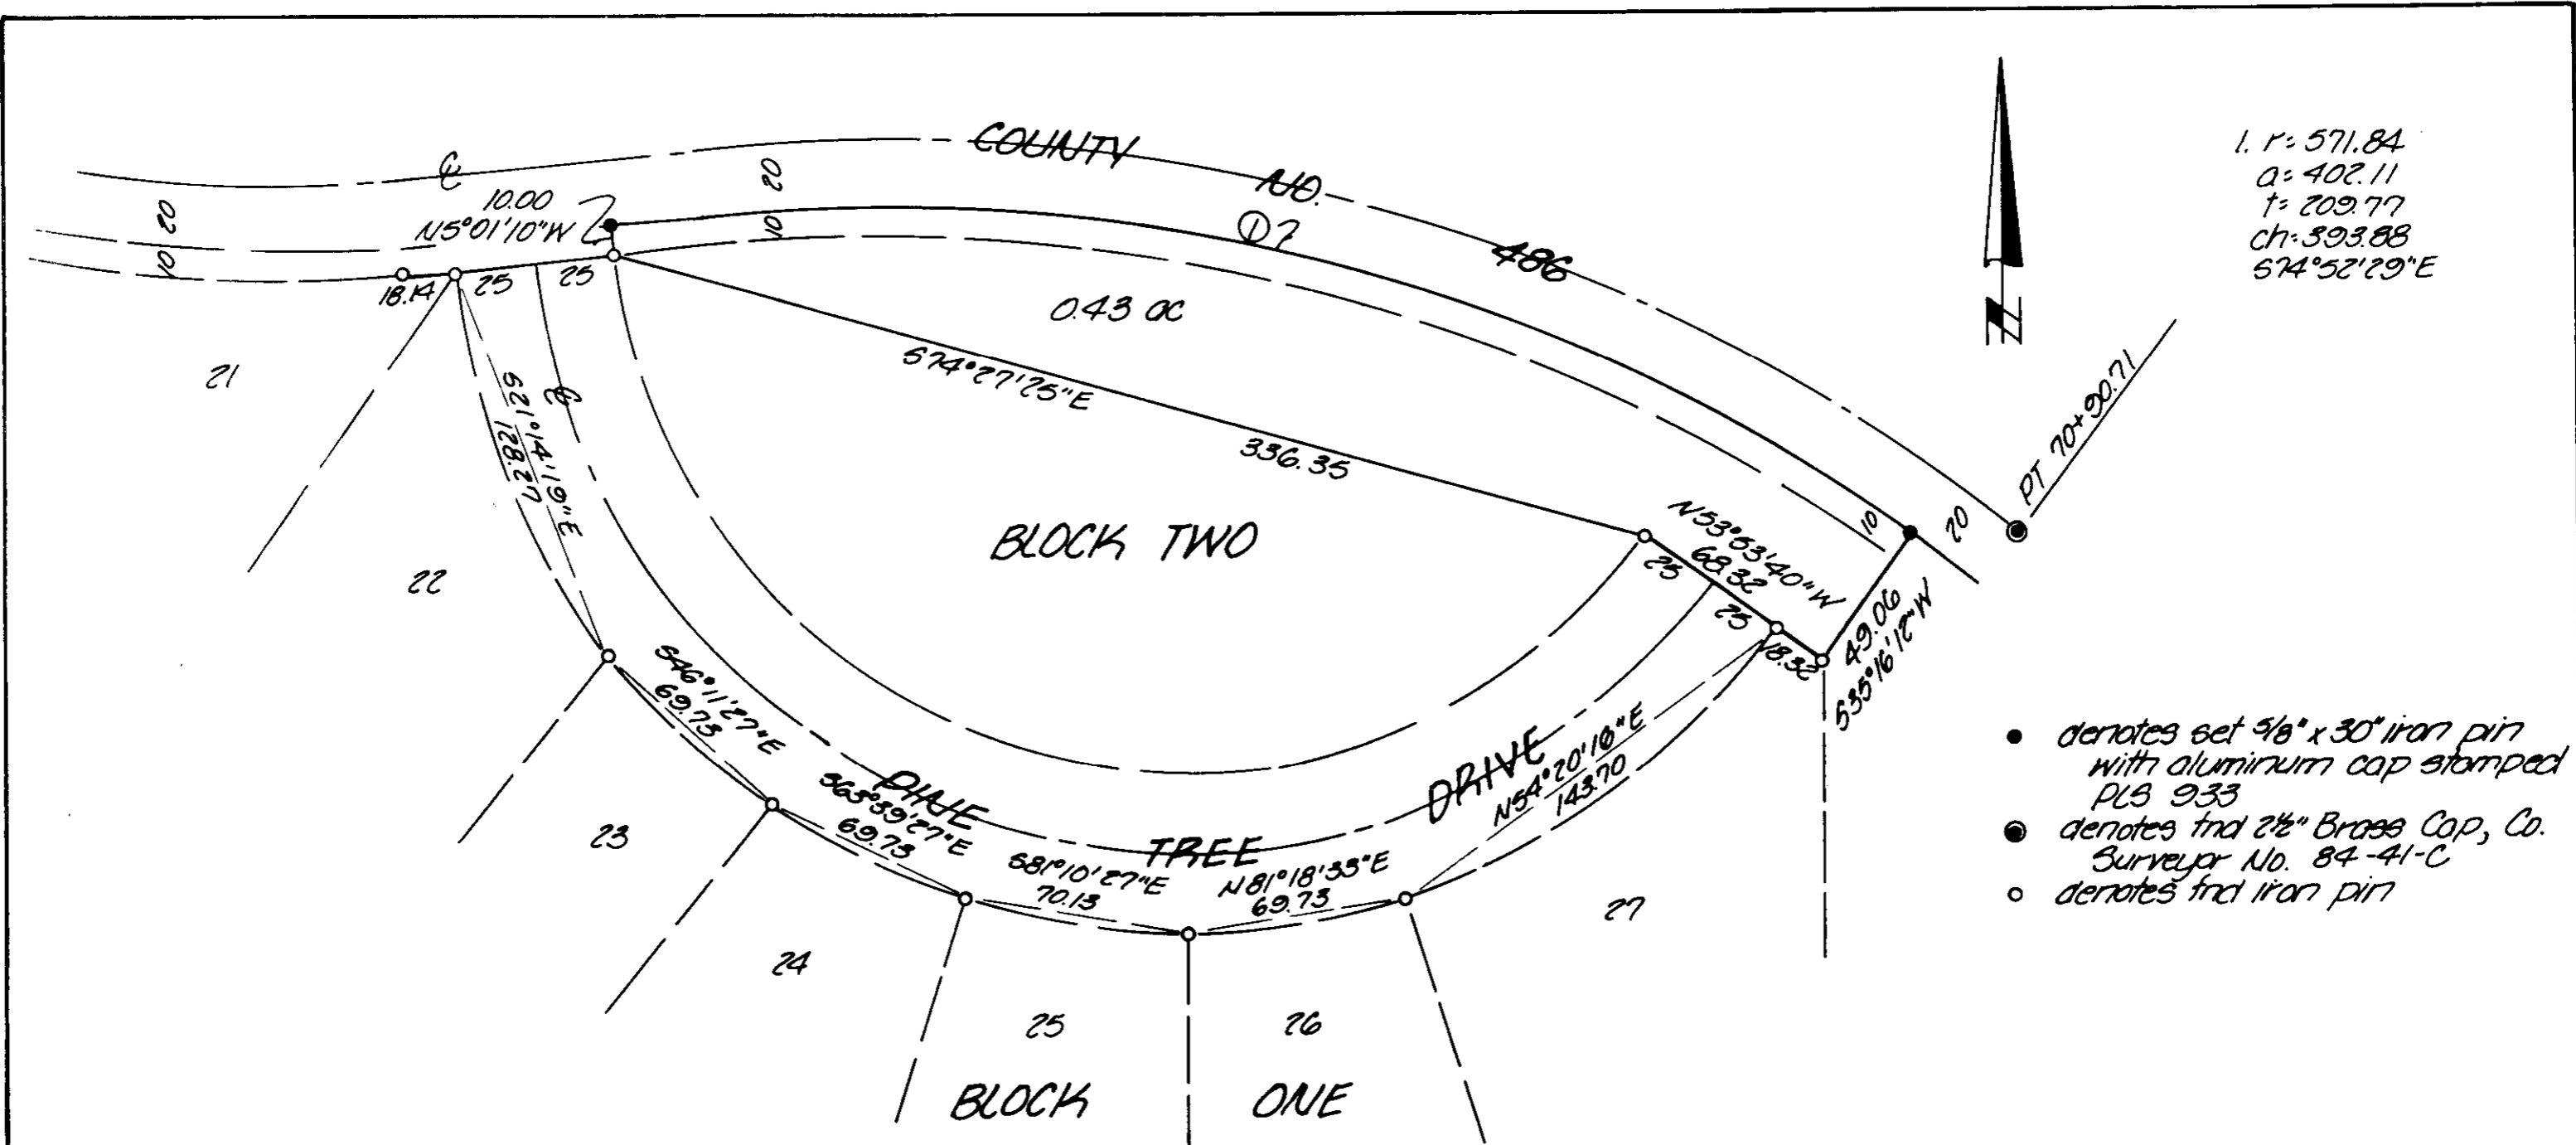 COUNTY NO. 486
1. r: 571.84
a: 402.11
t: 209.77
ch: 393.88
S74°52'29"E
20
10
℄
10.00
N5°01'10"W
20
10
①
18.14
25
25
0.43 ac
S74°27'25"E
336.35
PT 70+90.71
10
20
N53°53'40"W
68.32
25
25
18.32
49.06
S35°16'12"W
21
22
℄
S21°14'19"E
128.27
BLOCK TWO
S46°11'27"E
69.73
S63°39'27"E
69.73
S81°10'27"E
70.13
N81°18'33"E
69.73
N54°20'18"E
143.70
PINE TREE DRIVE
23
24
25
26
27
BLOCK ONE
● denotes set 5/8" x 30" iron pin
with aluminum cap stamped
PLS 933
denotes fnd 2½" Brass Cap, Co.
Surveyor No. 84-41-C
○ denotes fnd iron pin
N